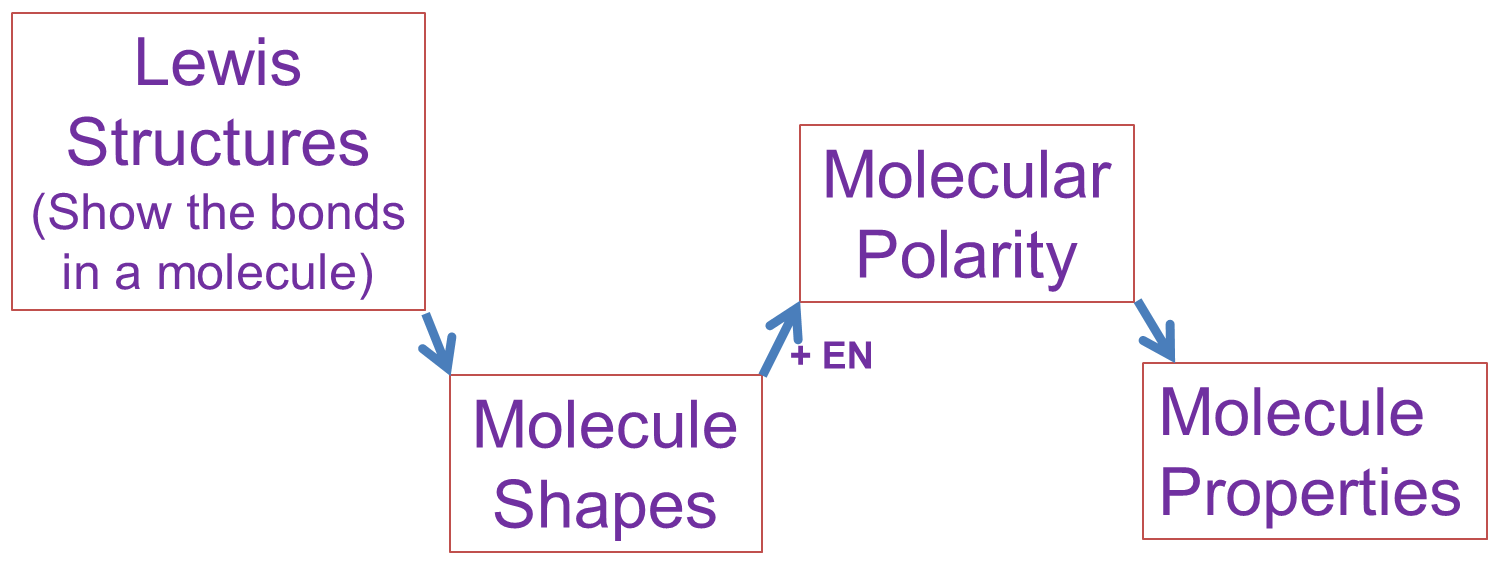 Lewis
Structures
(Show the bonds
in a molecule)
Molecule
Shapes
+ EN
Molecular
Polarity
Molecule
Properties